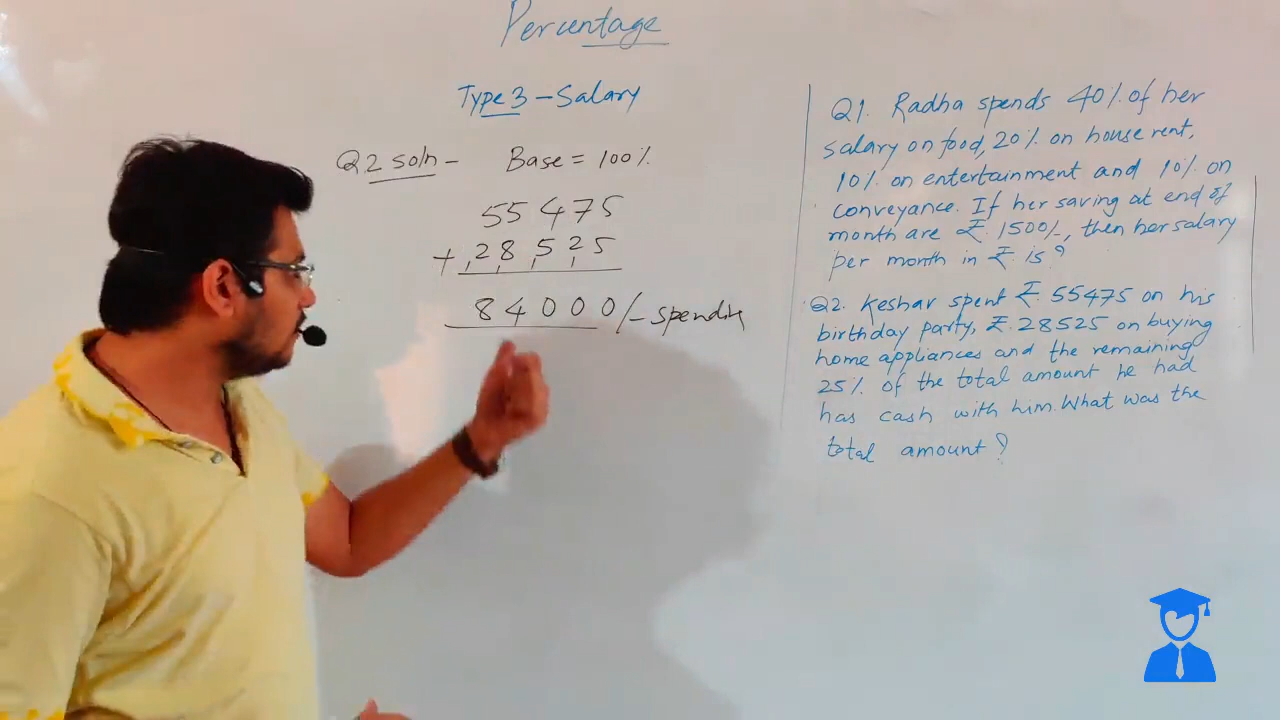 Percentage
Type 3 - Salary
Q.2 soln - Base = 100%
55475
+ 28525
84000/- spending
Q1. Radha spends 40% of her
salary on food, 20% on house rent,
10% on entertainment and 10% on
conveyance. If her saving at end of
month are ₹ 1500/-, then her salary
per month in ₹ is?
Q2. Keshar spent ₹ 55475 on his
birthday party, ₹ 28525 on buying
home appliances and the remaining
25% of the total amount he had
has cash with him. What was the
total amount?